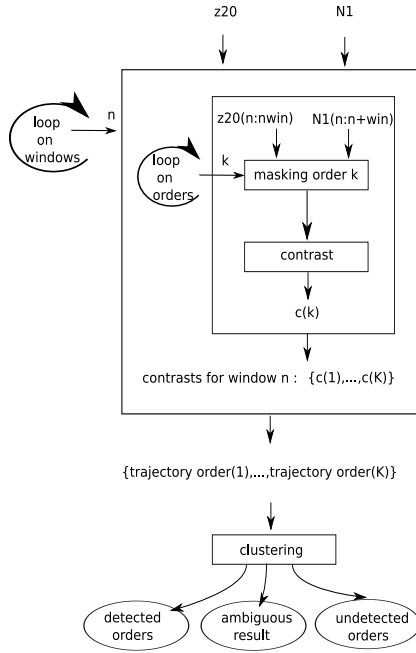 z20 N1
n
loop
on
windows
z20(n:nwin) N1(n:n+win)
loop
on
orders
k
masking order k
contrast
c(k)
contrasts for window n : {c(1),...,c(K)}
{trajectory order(1),...,trajectory order(K)}
clustering
detected
orders
ambiguous
result
undetected
orders